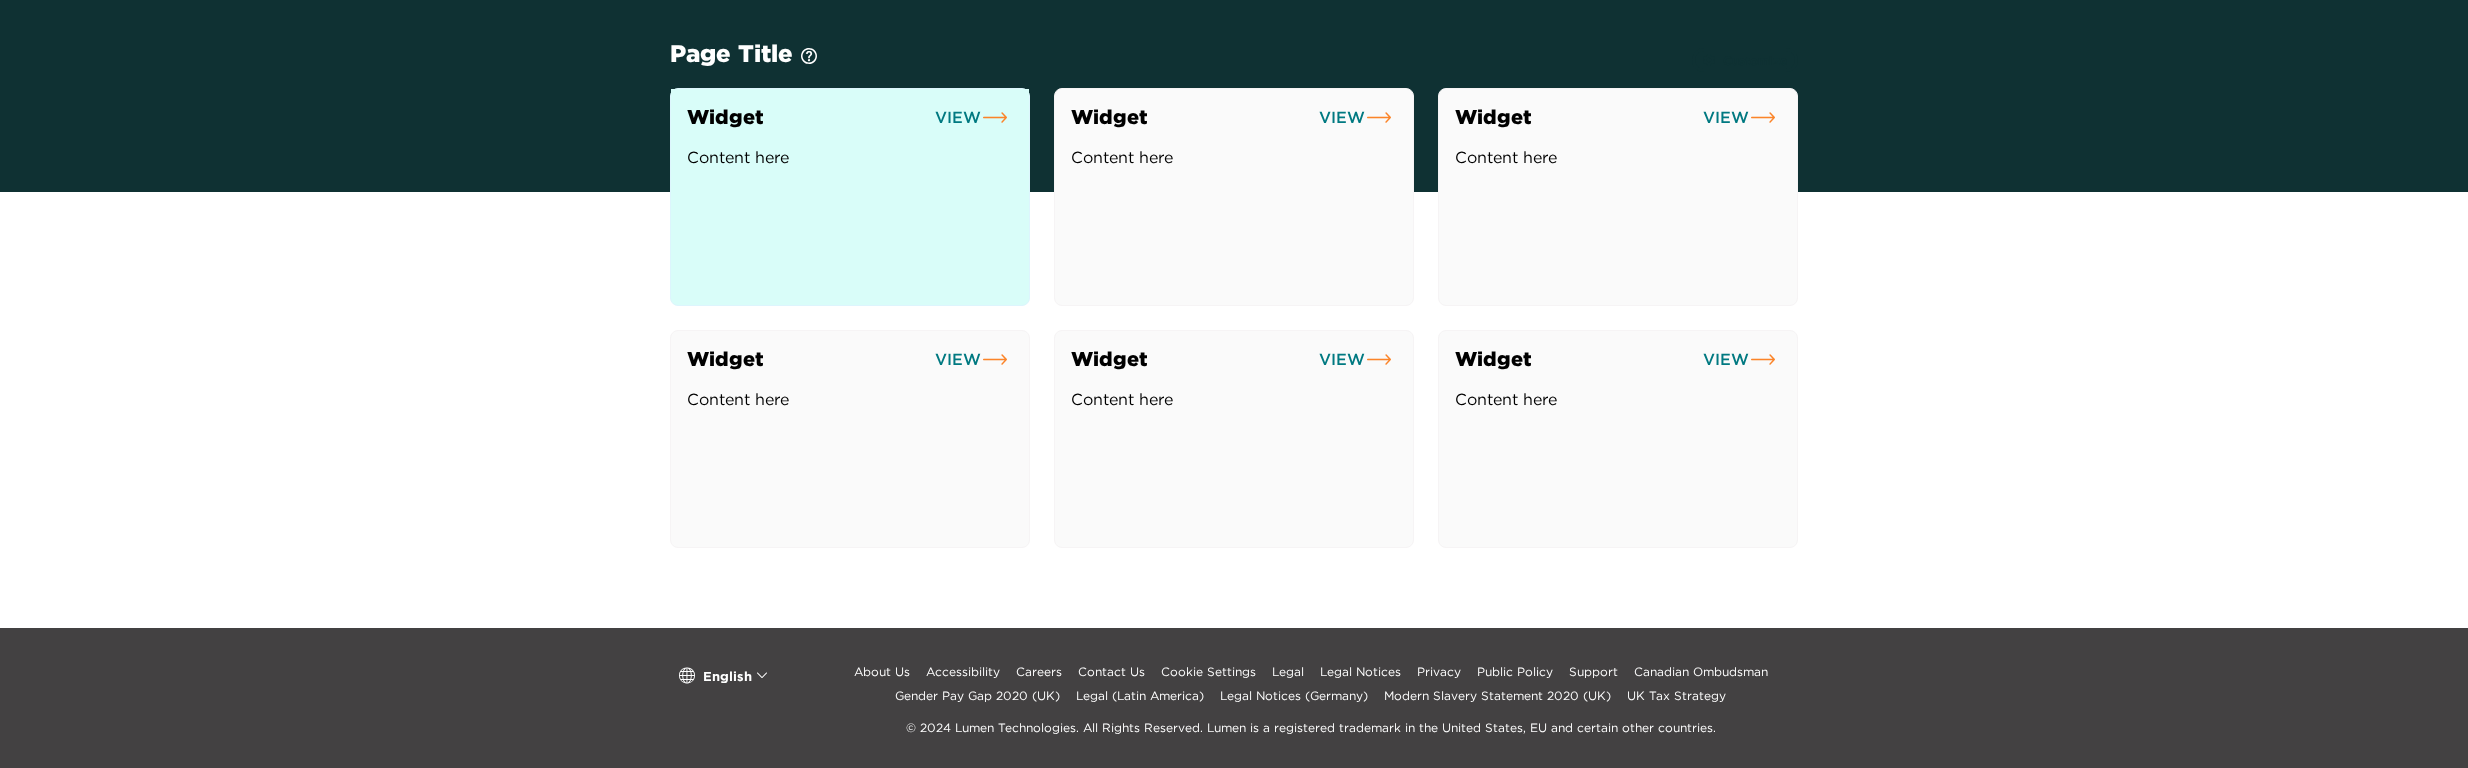 Page Title
Widget VIEW
Content here
Widget VIEW
Content here
Widget VIEW
Content here
Widget VIEW
Content here
Widget VIEW
Content here
Widget VIEW
Content here
English
About Us Accessibility Careers Contact Us Cookie Settings Legal Legal Notices Privacy Public Policy Support Canadian Ombudsman
Gender Pay Gap 2020 (UK) Legal (Latin America) Legal Notices (Germany) Modern Slavery Statement 2020 (UK) UK Tax Strategy
© 2024 Lumen Technologies. All Rights Reserved. Lumen is a registered trademark in the United States, EU and certain other countries.